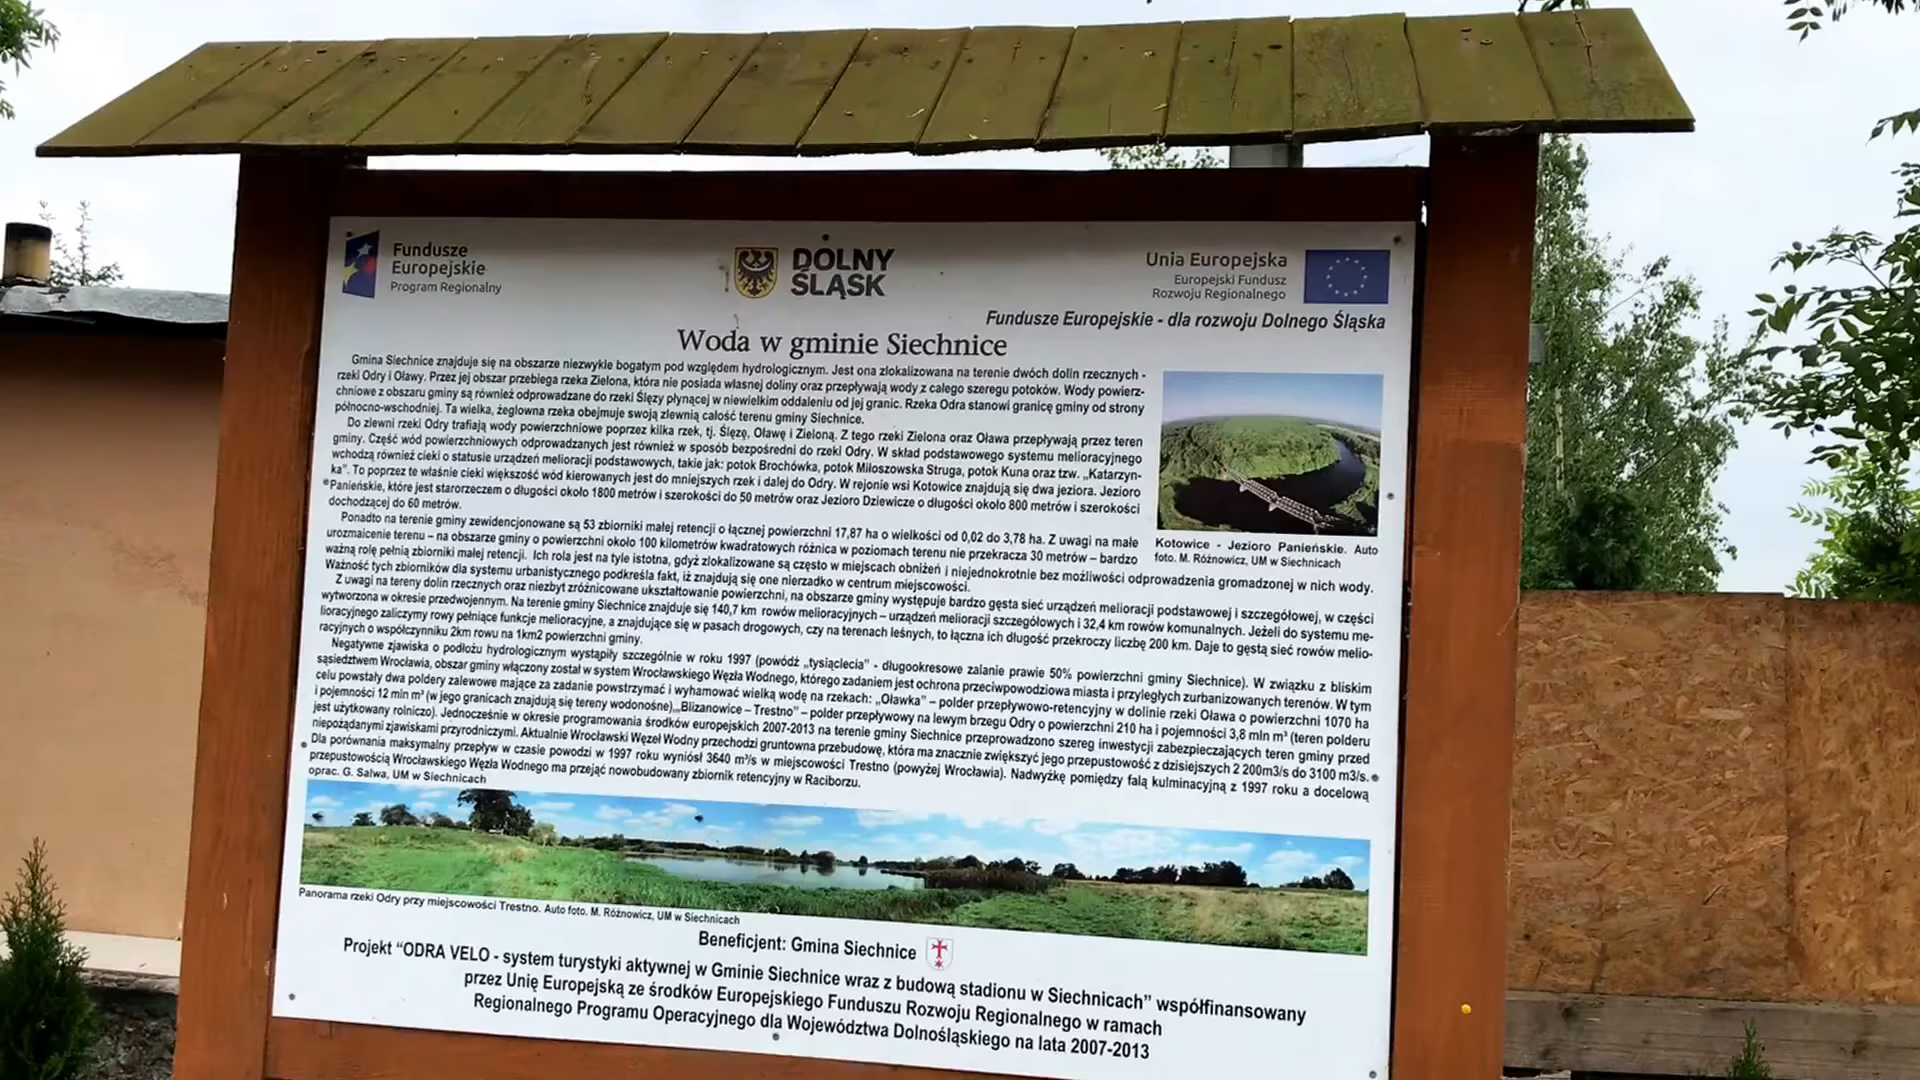 Fundusze
Europejskie
Program Regionalny
DOLNY
ŚLĄSK
Unia Europejska
Europejski Fundusz
Rozwoju Regionalnego
Fundusze Europejskie - dla rozwoju Dolnego Śląska
Woda w gminie Siechnice
Gmina Siechnice znajduje się na obszarze niezwykle bogatym pod względem hydrologicznym. Jest ona zlokalizowana na terenie dwóch dolin rzecznych -
rzeki Odry i Oławy. Przez jej obszar przebiega rzeka Zielona, która nie posiada własnej doliny oraz przepływają wody z całego szeregu potoków. Wody powierz-
chniowe z obszaru gminy są również odprowadzane do rzeki Ślęzy płynącej w niewielkim oddaleniu od jej granic. Rzeka Odra stanowi granicę gminy od strony
północno-wschodniej. Ta wielka, żeglowna rzeka obejmuje swoją zlewnią całość terenu gminy Siechnice.
Do zlewni rzeki Odry trafiają wody powierzchniowe poprzez kilka rzek, tj. Ślęzę, Oławę i Zieloną. Z tego rzeki Zielona oraz Oława przepływają przez teren
gminy. Część wód powierzchniowych odprowadzanych jest również w sposób bezpośredni do rzeki Odry. W skład podstawowego systemu melioracyjnego
wchodzą również cieki o statusie urządzeń melioracji podstawowych, takie jak: potok Brochówka, potok Miłoszowska Struga, potok Kuna oraz tzw. „Katarzyn-
ka”. To poprzez te właśnie cieki większość wód kierowanych jest do mniejszych rzek i dalej do Odry. W rejonie wsi Kotowice znajdują się dwa jeziora. Jezioro
Panieńskie, które jest starorzeczem o długości około 1800 metrów i szerokości do 50 metrów oraz Jezioro Dziewicze o długości około 800 metrów i szerokości
dochodzącej do 60 metrów.
Kotowice - Jezioro Panieńskie. Auto
foto. M. Różnowicz, UM w Siechnicach
Ponadto na terenie gminy zewidencjonowane są 53 zbiorniki małej retencji o łącznej powierzchni 17,87 ha o wielkości od 0,02 do 3,78 ha. Z uwagi na małe
urozmaicenie terenu – na obszarze gminy o powierzchni około 100 kilometrów kwadratowych różnica w poziomach terenu nie przekracza 30 metrów – bardzo
ważną rolę pełnią zbiorniki małej retencji. Ich rola jest na tyle istotna, gdyż zlokalizowane są często w miejscach obniżeń i niejednokrotnie bez możliwości odprowadzenia gromadzonej w nich wody.
Ważność tych zbiorników dla systemu urbanistycznego podkreśla fakt, iż znajdują się one nierzadko w centrum miejscowości.
Z uwagi na tereny dolin rzecznych oraz niezbyt zróżnicowane ukształtowanie powierzchni, na obszarze gminy występuje bardzo gęsta sieć urządzeń melioracji podstawowej i szczegółowej, w części
wytworzona w okresie przedwojennym. Na terenie gminy Siechnice znajduje się 140,7 km rowów melioracyjnych – urządzeń melioracji szczegółowych i 32,4 km rowów komunalnych. Jeżeli do systemu me-
lioracyjnego zaliczymy rowy pełniące funkcje melioracyjne, a znajdujące się w pasach drogowych, czy na terenach leśnych, to łączna ich długość przekroczy liczbę 200 km. Daje to gęstą sieć rowów melio-
racyjnych o współczynniku 2km rowu na 1km2 powierzchni gminy.
Negatywne zjawiska o podłożu hydrologicznym wystąpiły szczególnie w roku 1997 (powódź „tysiąclecia” - długookresowe zalanie prawie 50% powierzchni gminy Siechnice). W związku z bliskim
sąsiedztwem Wrocławia, obszar gminy włączony został w system Wrocławskiego Węzła Wodnego, którego zadaniem jest ochrona przeciwpowodziowa miasta i przyległych zurbanizowanych terenów. W tym
celu powstały dwa poldery zalewowe mające za zadanie powstrzymać i wyhamować wielką wodę na rzekach: „Oławka” – polder przepływowo-retencyjny w dolinie rzeki Oława o powierzchni 1070 ha
i pojemności 12 mln m³ (w jego granicach znajdują się tereny wodonośne),„Blizanowice – Trestno” – polder przepływowy na lewym brzegu Odry o powierzchni 210 ha i pojemności 3,8 mln m³ (teren polderu
jest użytkowany rolniczo). Jednocześnie w okresie programowania środków europejskich 2007-2013 na terenie gminy Siechnice przeprowadzono szereg inwestycji zabezpieczających teren gminy przed
niepożądanymi zjawiskami przyrodniczymi. Aktualnie Wrocławski Węzeł Wodny przechodzi gruntowną przebudowę, która ma znacznie zwiększyć jego przepustowość z dzisiejszych 2 200m3/s do 3100 m3/s.
Dla porównania maksymalny przepływ w czasie powodzi w 1997 roku wyniósł 3640 m³/s w miejscowości Trestno (powyżej Wrocławia). Nadwyżkę pomiędzy falą kulminacyjną z 1997 roku a docelową
przepustowością Wrocławskiego Węzła Wodnego ma przejąć nowobudowany zbiornik retencyjny w Raciborzu.
oprac. G. Salwa, UM w Siechnicach
Panorama rzeki Odry przy miejscowości Trestno. Auto foto. M. Różnowicz, UM w Siechnicach
Beneficjent: Gmina Siechnice
Projekt “ODRA VELO - system turystyki aktywnej w Gminie Siechnice wraz z budową stadionu w Siechnicach” współfinansowany
przez Unię Europejską ze środków Europejskiego Funduszu Rozwoju Regionalnego w ramach
Regionalnego Programu Operacyjnego dla Województwa Dolnośląskiego na lata 2007-2013